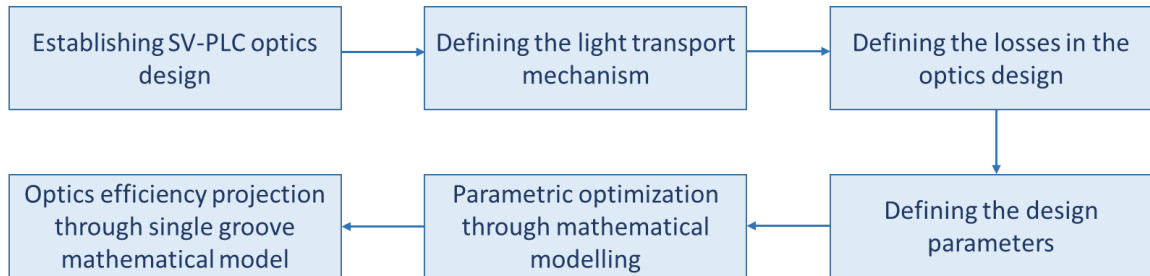 Establishing SV-PLC optics
design
Defining the light transport
mechanism
Defining the losses in the
optics design
Defining the design
parameters
Parametric optimization
through mathematical
modelling
Optics efficiency projection
through single groove
mathematical model